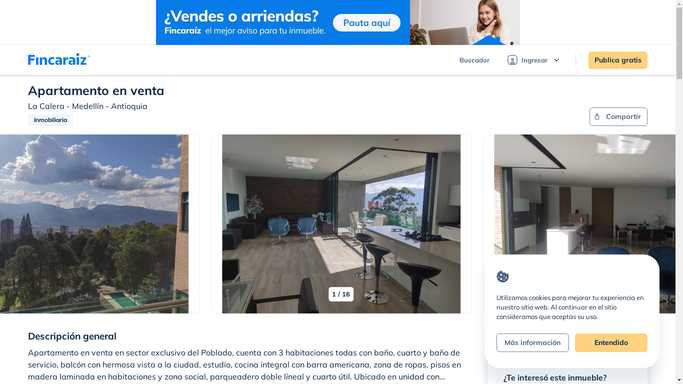 ¿Vendes o arriendas?
Fincaraíz el mejor aviso para tu inmueble.
Pauta aquí
Fincaraíz
Buscador
Ingresar
Publica gratis
Apartamento en venta
La Calera - Medellín - Antioquia
Inmobiliaria
Compartir
1 / 16
Utilizamos cookies para mejorar tu experiencia en
nuestro sitio web. Al continuar en el sitio
consideramos que aceptas su uso.
Más información
Entendido
Descripción general
Apartamento en venta en sector exclusivo del Poblado, cuenta con 3 habitaciones todas con baño, cuarto y baño de
servicio, balcón con hermosa vista a la ciudad, estudio, cocina integral con barra americana, zona de ropas, pisos en
madera laminada en habitaciones y zona social, parqueadero doble lineal y cuarto útil. Ubicado en unidad con...
¿Te interesó este inmueble?